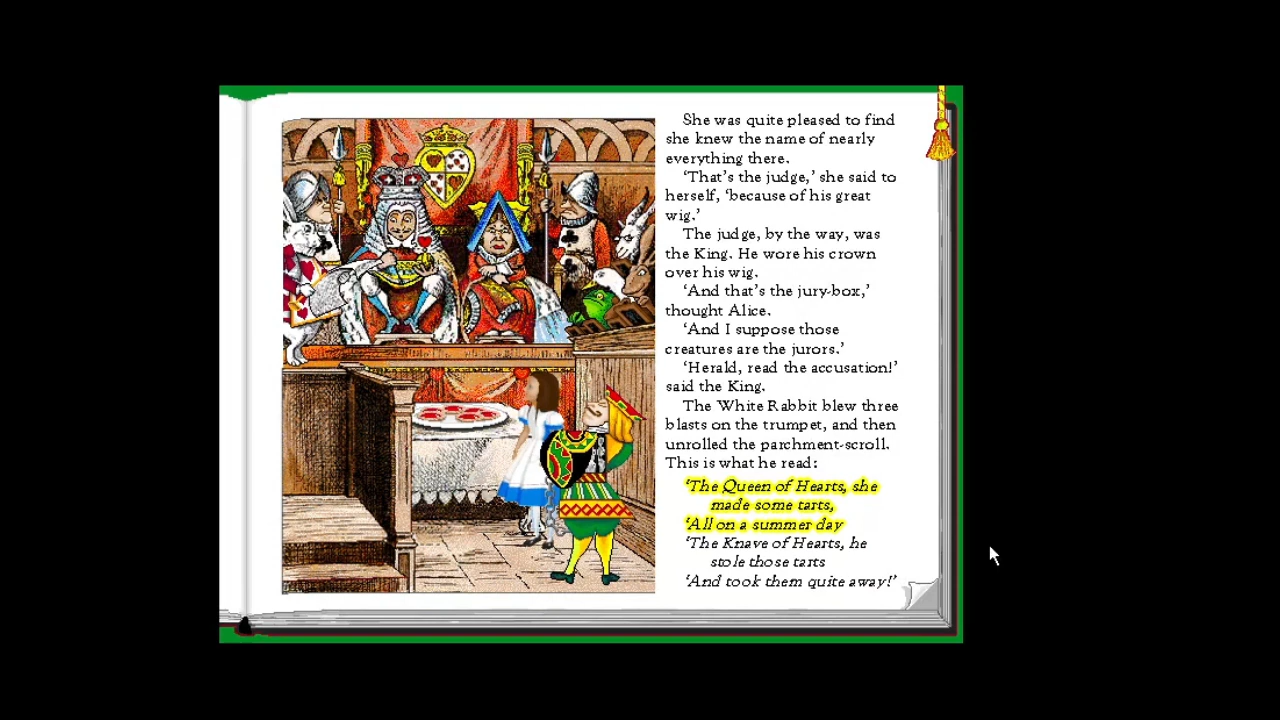 She was quite pleased to find
she knew the name of nearly
everything there.
‘That’s the judge,’ she said to
herself, ‘because of his great
wig.’
The judge, by the way, was
the King. He wore his crown
over his wig.
‘And that’s the jury-box,’
thought Alice.
‘And I suppose those
creatures are the jurors.’
‘Herald, read the accusation!’
said the King.
The White Rabbit blew three
blasts on the trumpet, and then
unrolled the parchment-scroll.
This is what he read:
‘The Queen of Hearts, she
made some tarts,
‘All on a summer day
‘The Knave of Hearts, he
stole those tarts
‘And took them quite away!’